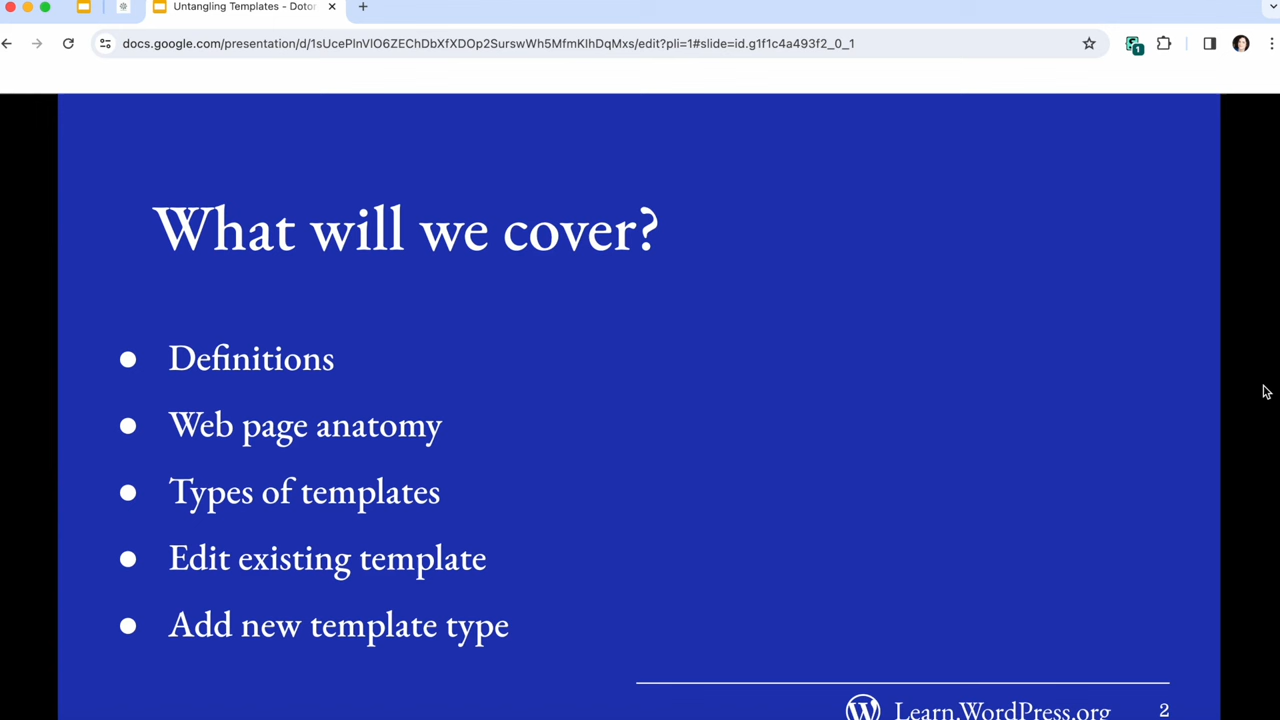 Untangling Templates - Doto
docs.google.com/presentation/d/1sUcePlnVlO6ZEChDbXfXDOp2SurswWh5MfmKlhDqMxs/edit?pli=1#slide=id.g1f1c4a493f2_0_1
1
What will we cover?
● Definitions
● Web page anatomy
● Types of templates
● Edit existing template
● Add new template type
Learn.WordPress.org
2